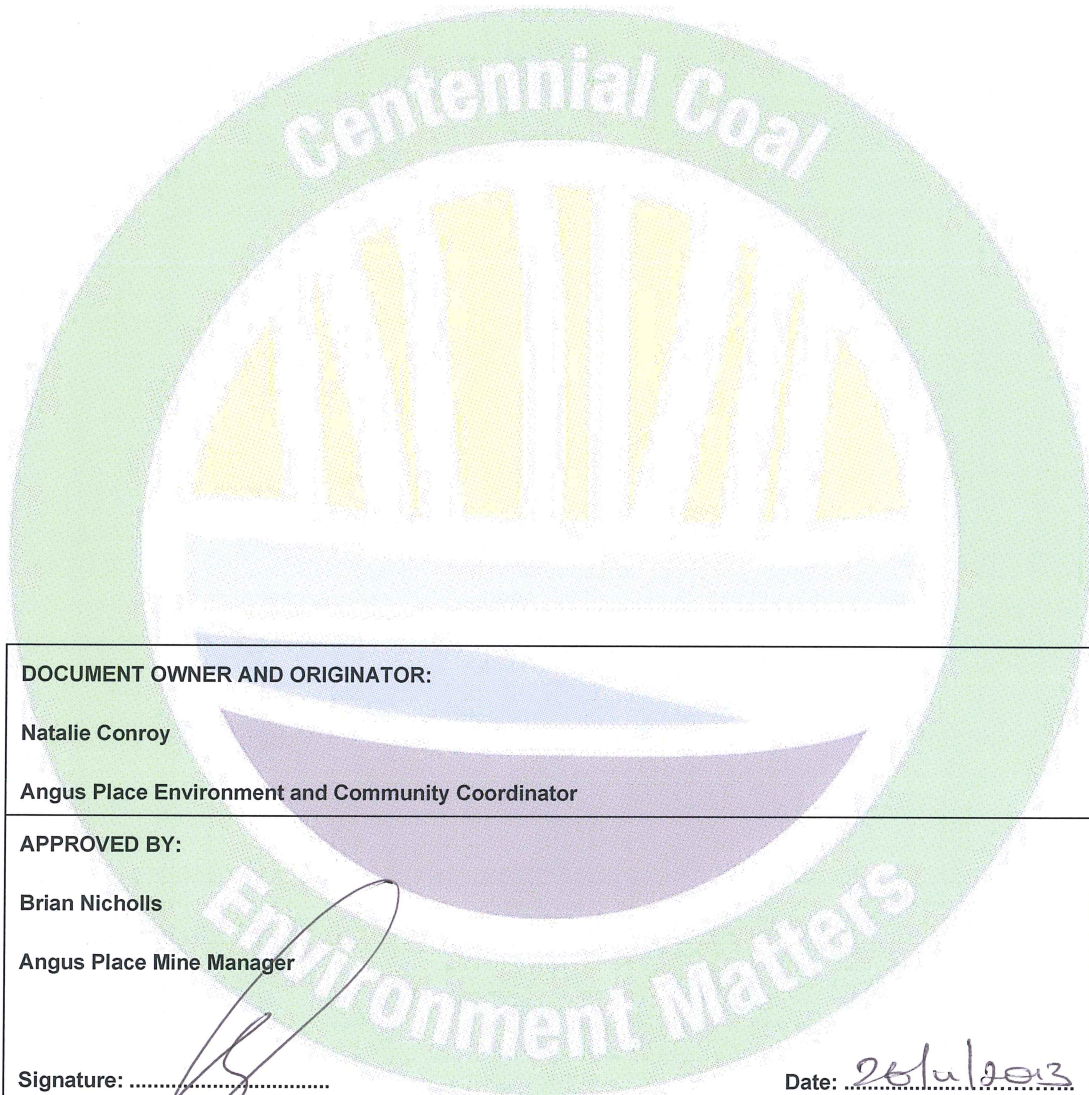 Centennial Coal
DOCUMENT OWNER AND ORIGINATOR:
Natalie Conroy
Angus Place Environment and Community Coordinator
APPROVED BY:
Brian Nicholls
Angus Place Mine Manager
Environment Matters
Signature: ................................ Date: 26/11/2013